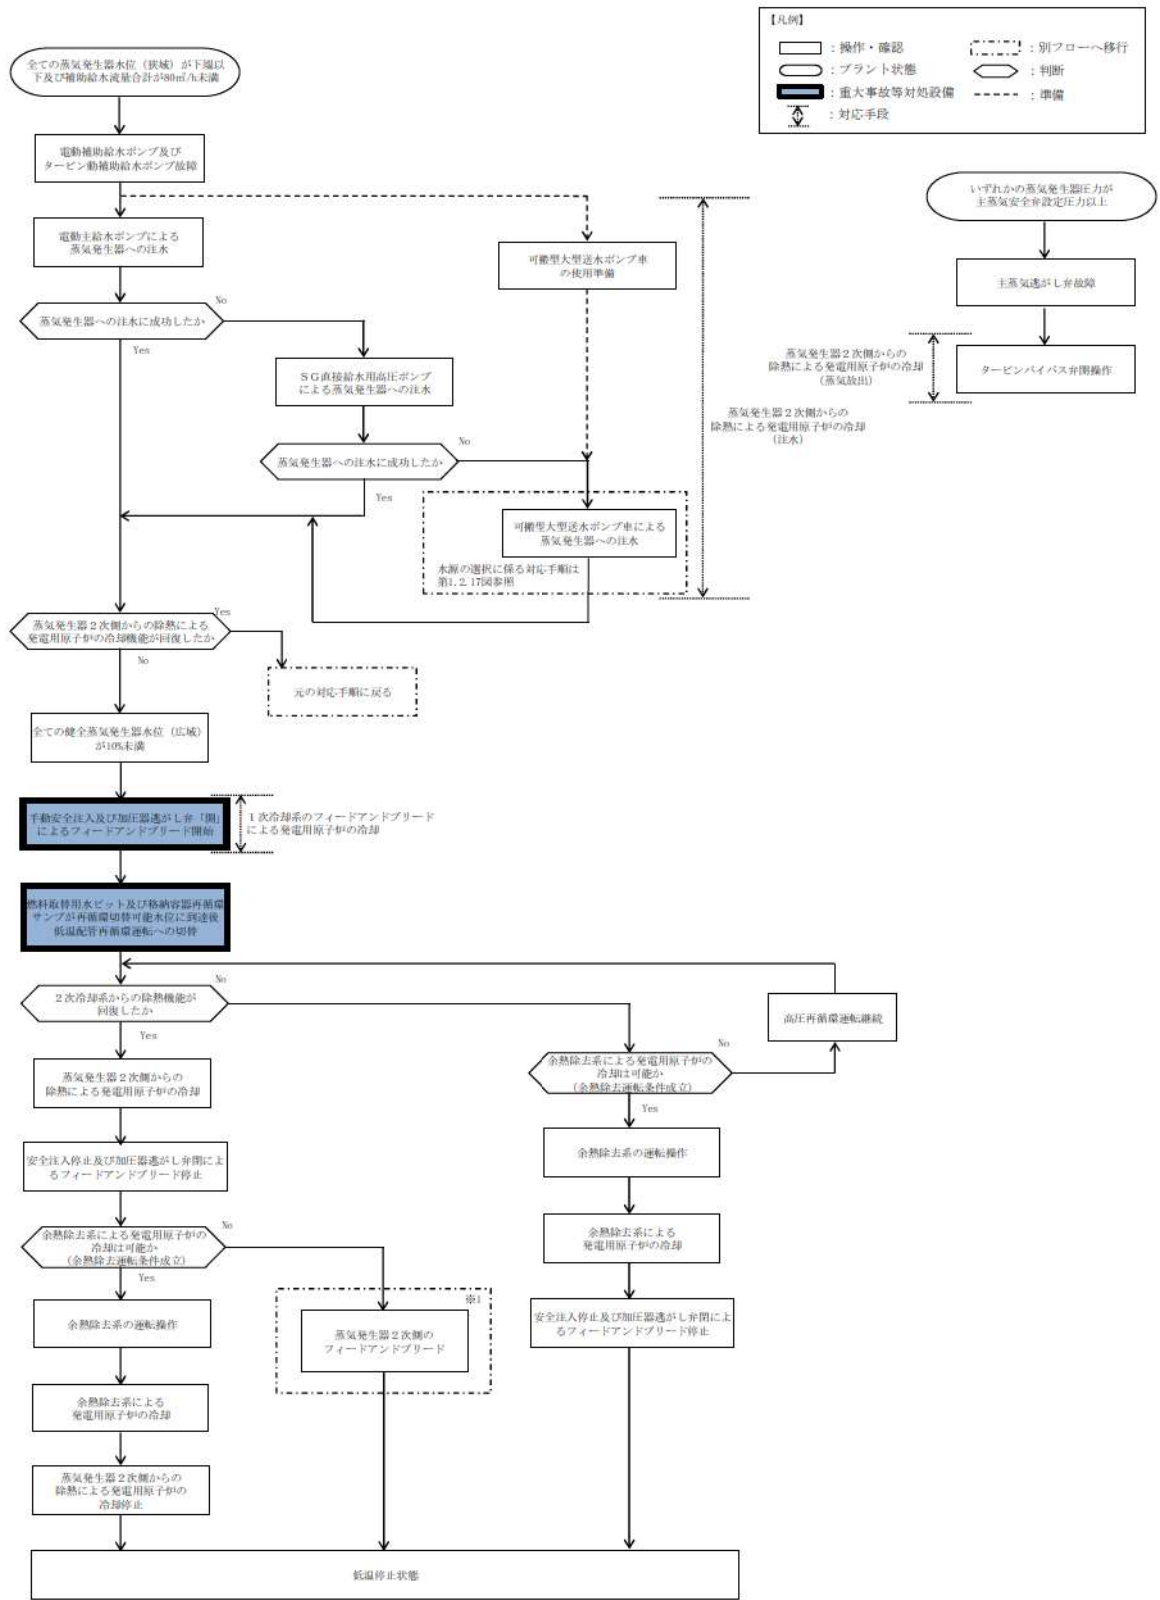 【凡例】
：操作・確認
：別フローへ移行
：プラント状態
：判断
：重大事故等対処設備
：準備
：対応手段
全ての蒸気発生器水位（狭域）が下端以
下及び補助給水流量合計が80㎥/h未満
電動補助給水ポンプ及び
タービン動補助給水ポンプ故障
電動主給水ポンプによる
蒸気発生器への注水
可搬型大型送水ポンプ車
の使用準備
蒸気発生器への注水に成功したか
No
Yes
ＳＧ直接給水用高圧ポンプ
による蒸気発生器への注水
蒸気発生器への注水に成功したか
No
Yes
可搬型大型送水ポンプ車による
蒸気発生器への注水
水源の選択に係る対応手順は
第1.2.17図参照
蒸気発生器２次側からの
除熱による発電用原子炉の冷却
（注水）
いずれかの蒸気発生器圧力が
主蒸気安全弁設定圧力以上
主蒸気逃がし弁故障
タービンバイパス弁開操作
蒸気発生器２次側からの
除熱による発電用原子炉の冷却
（蒸気放出）
蒸気発生器２次側からの除熱による
発電用原子炉の冷却機能が回復したか
Yes
No
元の対応手順に戻る
全ての健全蒸気発生器水位（広域）
が10%未満
手動安全注入及び加圧器逃がし弁「開」
によるフィードアンドブリード開始
１次冷却系のフィードアンドブリード
による発電用原子炉の冷却
燃料取替用水ピット及び格納容器再循環
サンプが再循環切替可能水位に到達後
低温配管再循環運転への切替
２次冷却系からの除熱機能が
回復したか
No
Yes
高圧再循環運転継続
余熱除去系による発電用原子炉の
冷却は可能か
（余熱除去運転条件成立）
No
Yes
余熱除去系の運転操作
余熱除去系による
発電用原子炉の冷却
安全注入停止及び加圧器逃がし弁閉によ
るフィードアンドブリード停止
蒸気発生器２次側からの
除熱による発電用原子炉の冷却
安全注入停止及び加圧器逃がし弁閉によ
るフィードアンドブリード停止
余熱除去系による発電用原子炉の
冷却は可能か
（余熱除去運転条件成立）
No
Yes
※1
蒸気発生器２次側の
フィードアンドブリード
余熱除去系の運転操作
余熱除去系による
発電用原子炉の冷却
蒸気発生器２次側からの
除熱による発電用原子炉の
冷却停止
低温停止状態